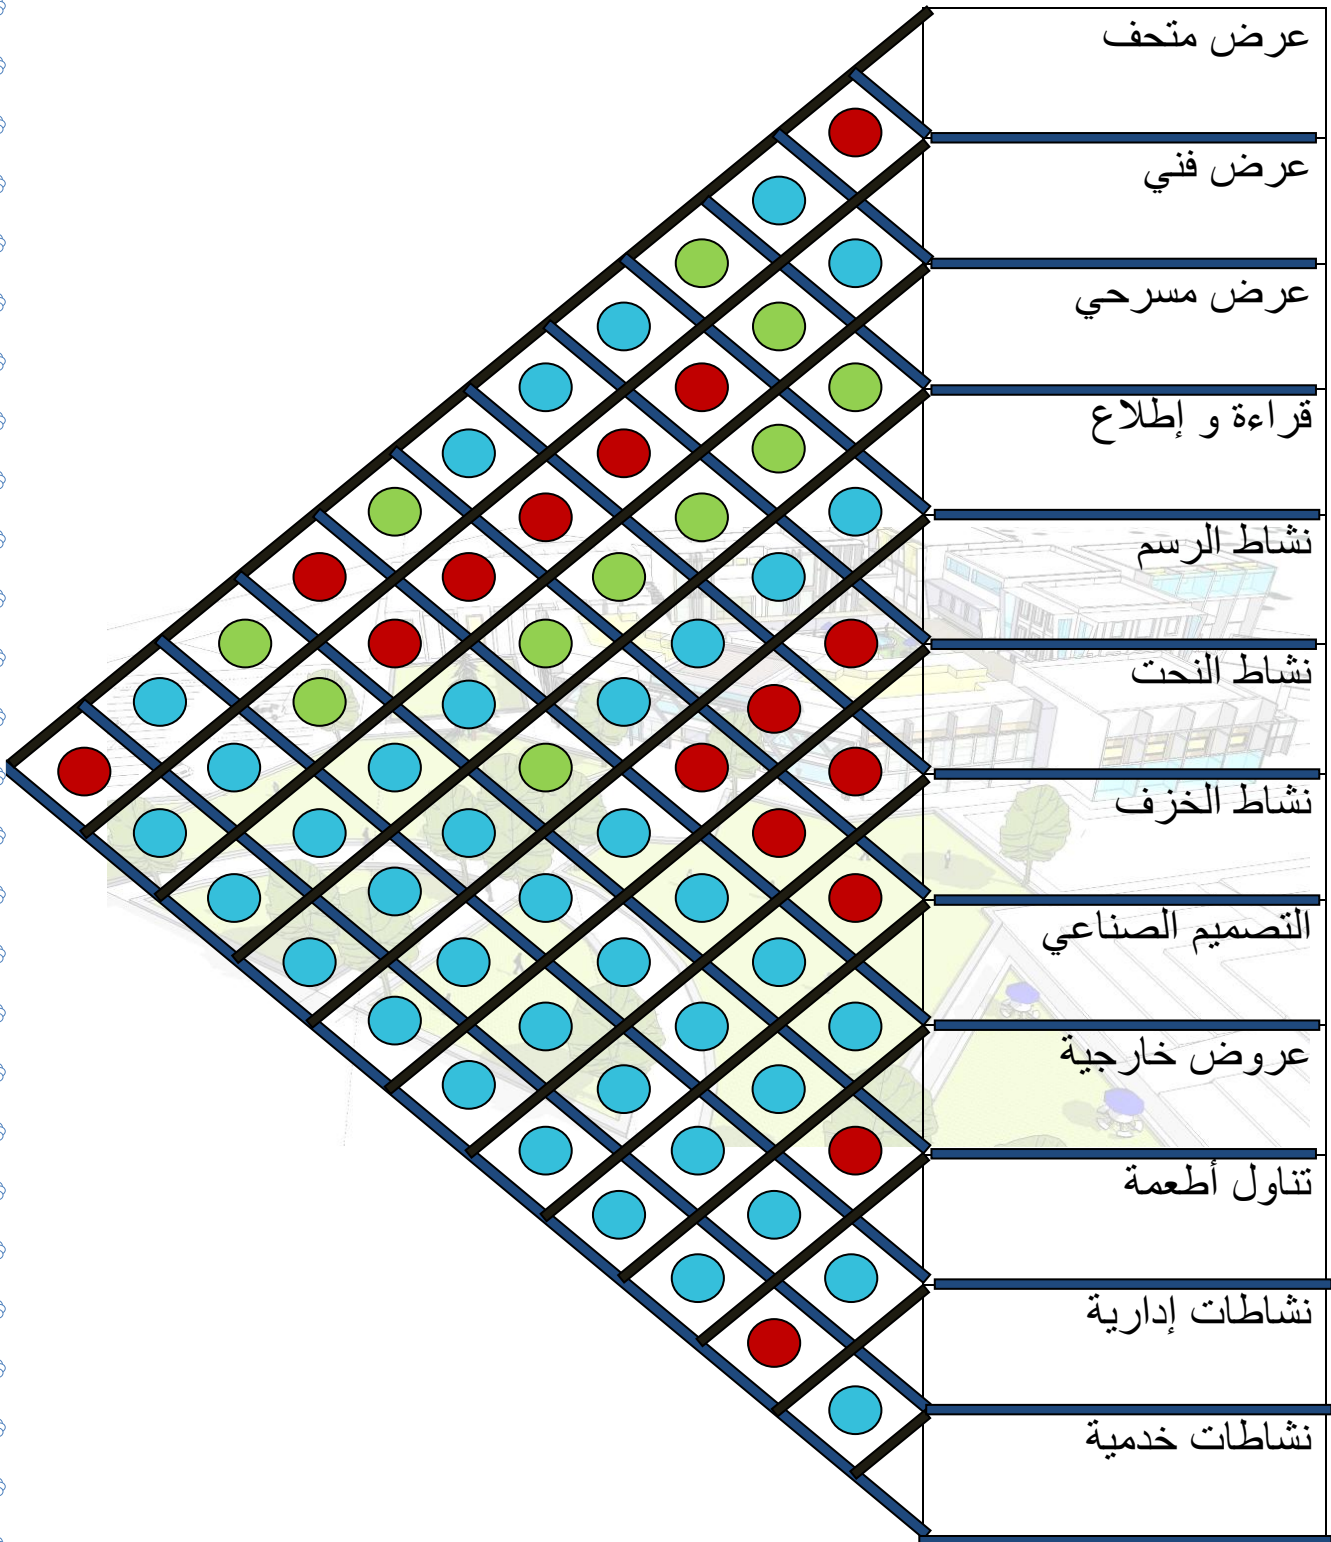 عرض متحف
عرض فني
عرض مسرحي
قراءة و إطلاع
نشاط الرسم
نشاط النحت
نشاط الخزف
التصميم الصناعي
عروض خارجية
تناول أطعمة
نشاطات إدارية
نشاطات خدمية